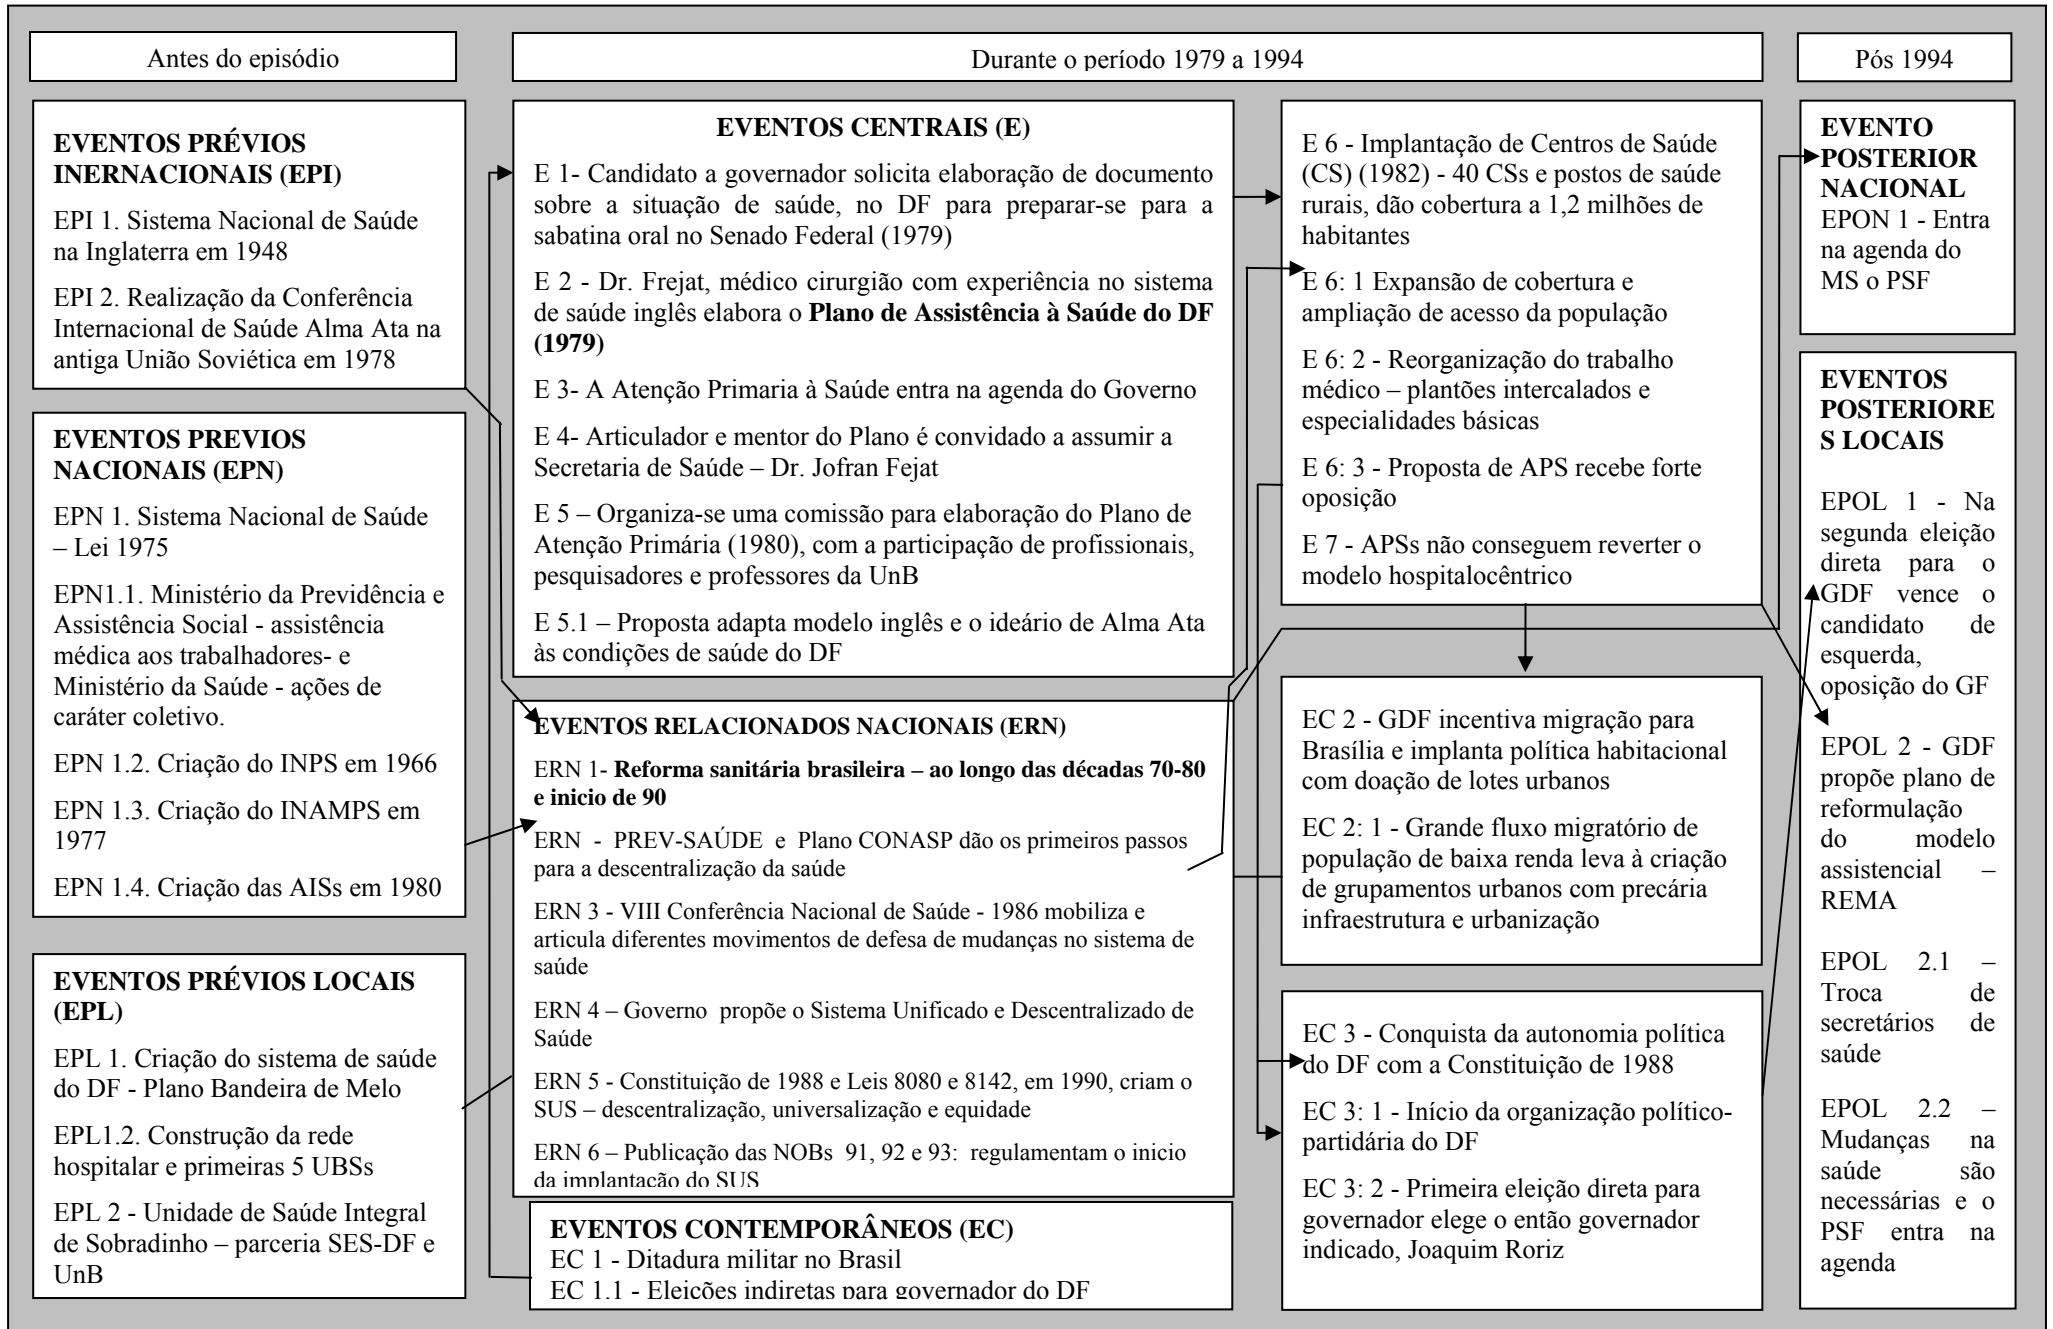 Antes do episódio
Durante o período 1979 a 1994
Pós 1994
EVENTOS PRÉVIOS
INERNACIONAIS (EPI)
EPI 1. Sistema Nacional de Saúde
na Inglaterra em 1948
EPI 2. Realização da Conferência
Internacional de Saúde Alma Ata na
antiga União Soviética em 1978
EVENTOS PREVIOS
NACIONAIS (EPN)
EPN 1. Sistema Nacional de Saúde
– Lei 1975
EPN1.1. Ministério da Previdência e
Assistência Social - assistência
médica aos trabalhadores- e
Ministério da Saúde - ações de
caráter coletivo.
EPN 1.2. Criação do INPS em 1966
EPN 1.3. Criação do INAMPS em
1977
EPN 1.4. Criação das AISs em 1980
EVENTOS PRÉVIOS LOCAIS
(EPL)
EPL 1. Criação do sistema de saúde
do DF - Plano Bandeira de Melo
EPL1.2. Construção da rede
hospitalar e primeiras 5 UBSs
EPL 2 - Unidade de Saúde Integral
de Sobradinho – parceria SES-DF e
UnB
EVENTOS CENTRAIS (E)
E 1- Candidato a governador solicita elaboração de documento
sobre a situação de saúde, no DF para preparar-se para a
sabatina oral no Senado Federal (1979)
E 2 - Dr. Frejat, médico cirurgião com experiência no sistema
de saúde inglês elabora o Plano de Assistência à Saúde do DF
(1979)
E 3- A Atenção Primaria à Saúde entra na agenda do Governo
E 4- Articulador e mentor do Plano é convidado a assumir a
Secretaria de Saúde – Dr. Jofran Fejat
E 5 – Organiza-se uma comissão para elaboração do Plano de
Atenção Primária (1980), com a participação de profissionais,
pesquisadores e professores da UnB
E 5.1 – Proposta adapta modelo inglês e o ideário de Alma Ata
às condições de saúde do DF
EVENTOS RELACIONADOS NACIONAIS (ERN)
ERN 1- Reforma sanitária brasileira – ao longo das décadas 70-80
e inicio de 90
ERN - PREV-SAÚDE e Plano CONASP dão os primeiros passos
para a descentralização da saúde
ERN 3 - VIII Conferência Nacional de Saúde - 1986 mobiliza e
articula diferentes movimentos de defesa de mudanças no sistema de
saúde
ERN 4 – Governo propõe o Sistema Unificado e Descentralizado de
Saúde
ERN 5 - Constituição de 1988 e Leis 8080 e 8142, em 1990, criam o
SUS – descentralização, universalização e equidade
ERN 6 – Publicação das NOBs 91, 92 e 93: regulamentam o inicio
da implantação do SUS
EVENTOS CONTEMPORÂNEOS (EC)
EC 1 - Ditadura militar no Brasil
EC 1.1 - Eleições indiretas para governador do DF
E 6 - Implantação de Centros de Saúde
(CS) (1982) - 40 CSs e postos de saúde
rurais, dão cobertura a 1,2 milhões de
habitantes
E 6: 1 Expansão de cobertura e
ampliação de acesso da população
E 6: 2 - Reorganização do trabalho
médico – plantões intercalados e
especialidades básicas
E 6: 3 - Proposta de APS recebe forte
oposição
E 7 - APSs não conseguem reverter o
modelo hospitalocêntrico
EC 2 - GDF incentiva migração para
Brasília e implanta política habitacional
com doação de lotes urbanos
EC 2: 1 - Grande fluxo migratório de
população de baixa renda leva à criação
de grupamentos urbanos com precária
infraestrutura e urbanização
EC 3 - Conquista da autonomia política
do DF com a Constituição de 1988
EC 3: 1 - Início da organização político-
partidária do DF
EC 3: 2 - Primeira eleição direta para
governador elege o então governador
indicado, Joaquim Roriz
EVENTO
POSTERIOR
NACIONAL
EPON 1 - Entra
na agenda do
MS o PSF
EVENTOS
POSTERIORE
S LOCAIS
EPOL 1 - Na
segunda eleição
direta para o
GDF vence o
candidato de
esquerda,
oposição do GF
EPOL 2 - GDF
propõe plano de
reformulação
do modelo
assistencial –
REMA
EPOL 2.1 –
Troca de
secretários de
saúde
EPOL 2.2 –
Mudanças na
saúde são
necessárias e o
PSF entra na
agenda